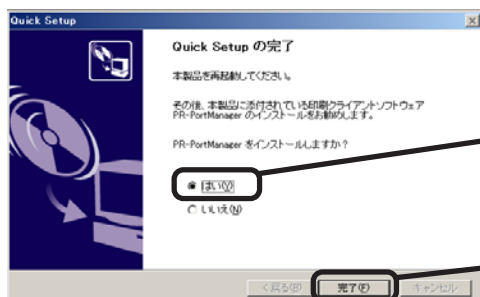 Quick Setup
Quick Setup の完了
本製品を再起動してください。
その後、本製品に添付されている印刷クライアントソフトウェア
PR-PortManager のインストールをお勧めします。
PR-PortManager をインストールしますか？
はい(Y)
いいえ(N)
< 戻る(B)
完了(F)
キャンセル